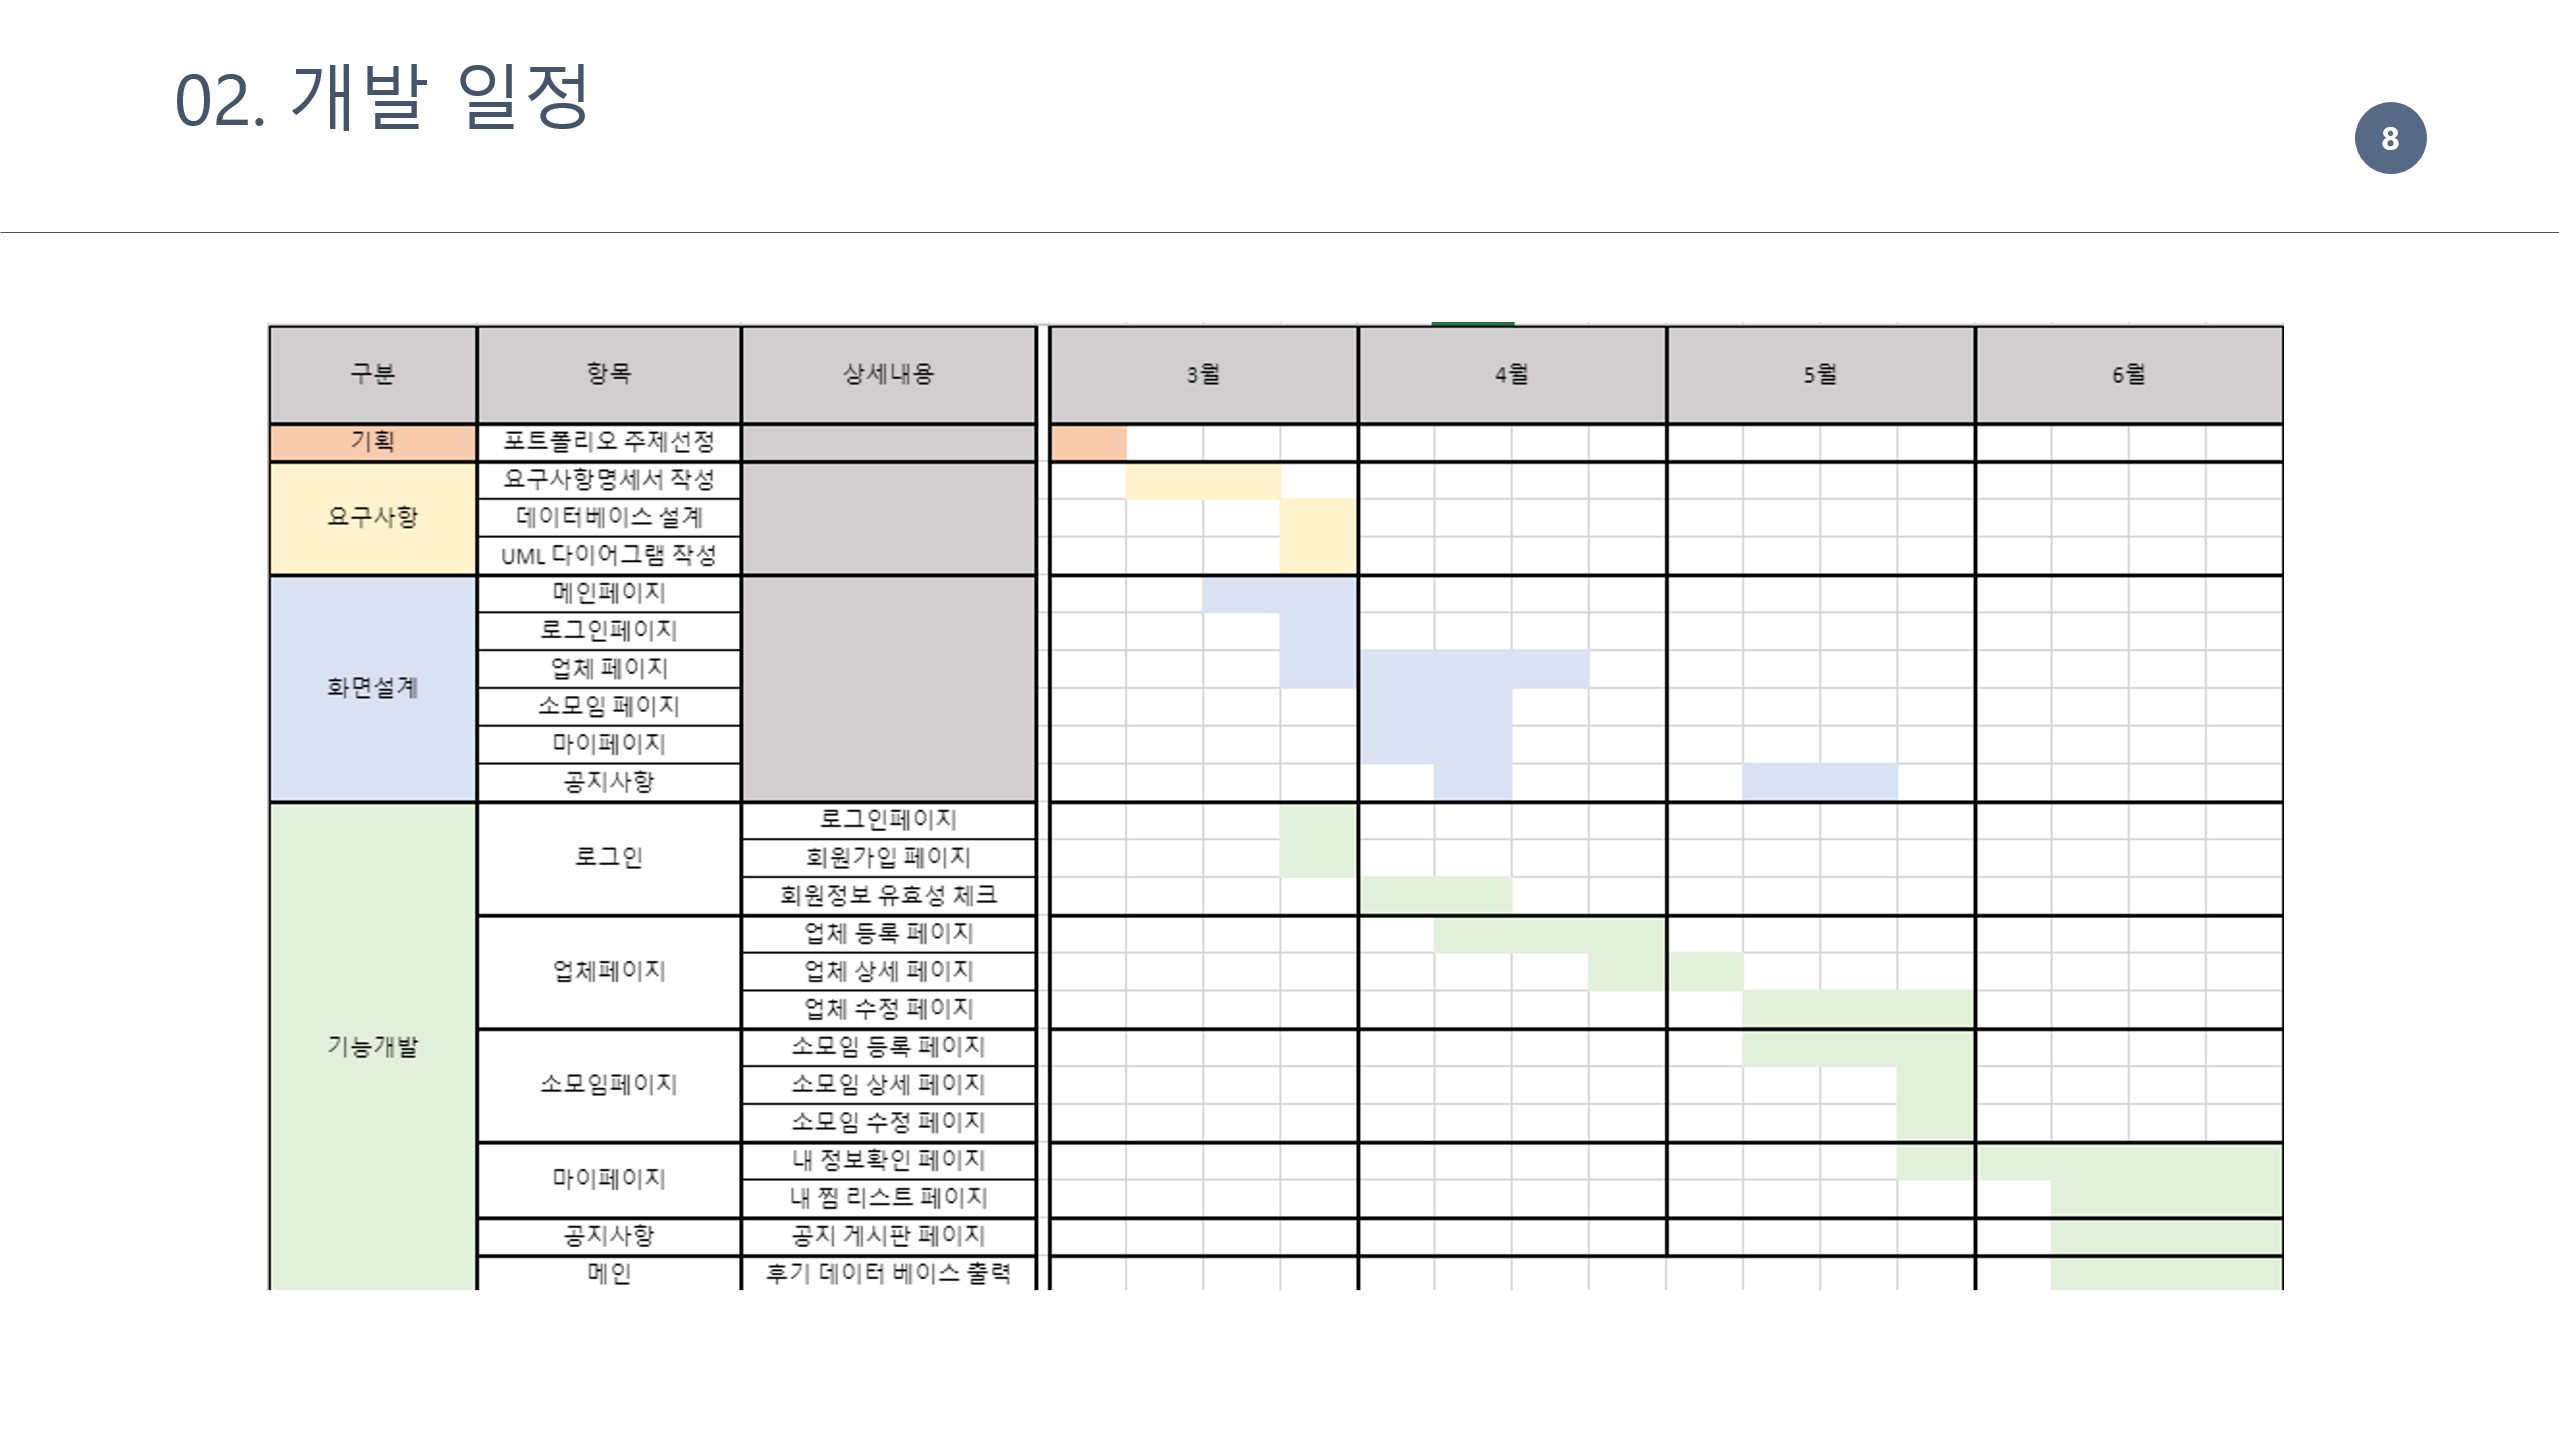 02. 개발 일정
8
구분 항목 상세내용 3월 4월 5월 6월
기획 포트폴리오 주제선정
요구사항 요구사항명세서 작성
데이터베이스 설계
UML 다이어그램 작성
화면설계 메인페이지
로그인페이지
업체 페이지
소모임 페이지
마이페이지
공지사항
기능개발 로그인 로그인페이지
회원가입 페이지
회원정보 유효성 체크
업체페이지 업체 등록 페이지
업체 상세 페이지
업체 수정 페이지
소모임페이지 소모임 등록 페이지
소모임 상세 페이지
소모임 수정 페이지
마이페이지 내 정보확인 페이지
내 찜 리스트 페이지
공지사항 공지 게시판 페이지
메인 후기 데이터 베이스 출력